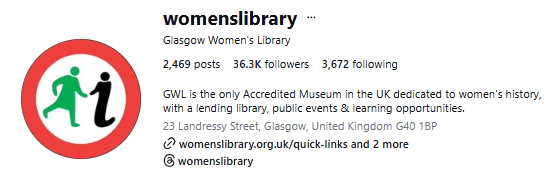 womenslibrary ...
Glasgow Women's Library
2,469 posts 36.3K followers 3,672 following
GWL is the only Accredited Museum in the UK dedicated to women's history,
with a lending library, public events & learning opportunities.
23 Landressy Street, Glasgow, United Kingdom G40 1BP
womenslibrary.org.uk/quick-links and 2 more
womenslibrary
i